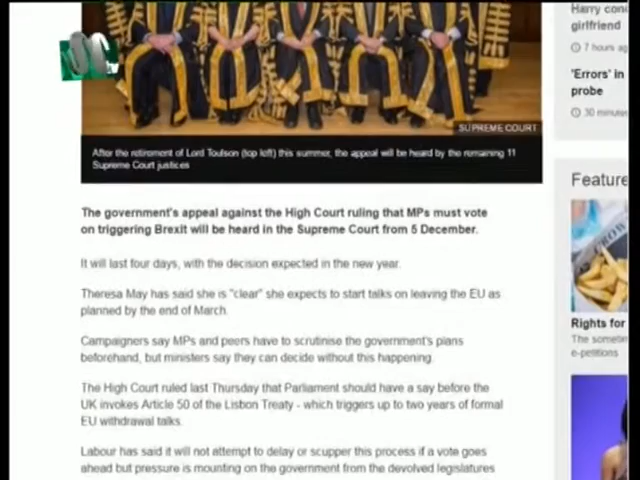 Harry
girlfriend
7 hours ag
'Errors' in
probe
30 minutes
SUPREME COURT
After the retirement of Lord Toulson (top left) this summer, the appeal will be heard by the remaining 11
Supreme Court justices
Feature
The government's appeal against the High Court ruling that MPs must vote
on triggering Brexit will be heard in the Supreme Court from 5 December.
It will last four days, with the decision expected in the new year.
Theresa May has said she is "clear" she expects to start talks on leaving the EU as
planned by the end of March.
CROW
Rights for
The sometim
e-petitions
Campaigners say MPs and peers have to scrutinise the government's plans
beforehand, but ministers say they can decide without this happening.
The High Court ruled last Thursday that Parliament should have a say before the
UK invokes Article 50 of the Lisbon Treaty - which triggers up to two years of formal
EU withdrawal talks.
Labour has said it will not attempt to delay or scupper this process if a vote goes
ahead but pressure is mounting on the government from the devolved legislatures